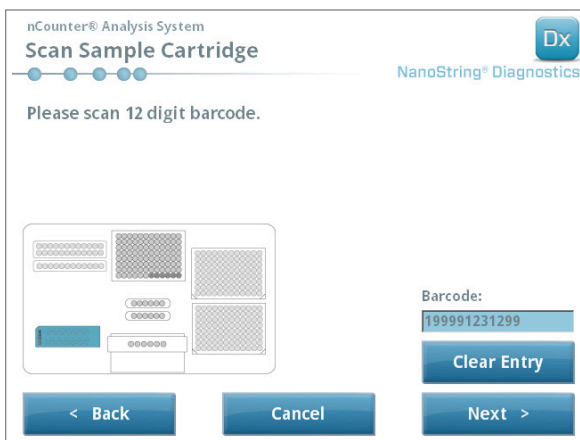 nCounter® Analysis System
Scan Sample Cartridge
Dx
NanoString® Diagnostics
Please scan 12 digit barcode.
Barcode:
199991231299
Clear Entry
< Back
Cancel
Next >